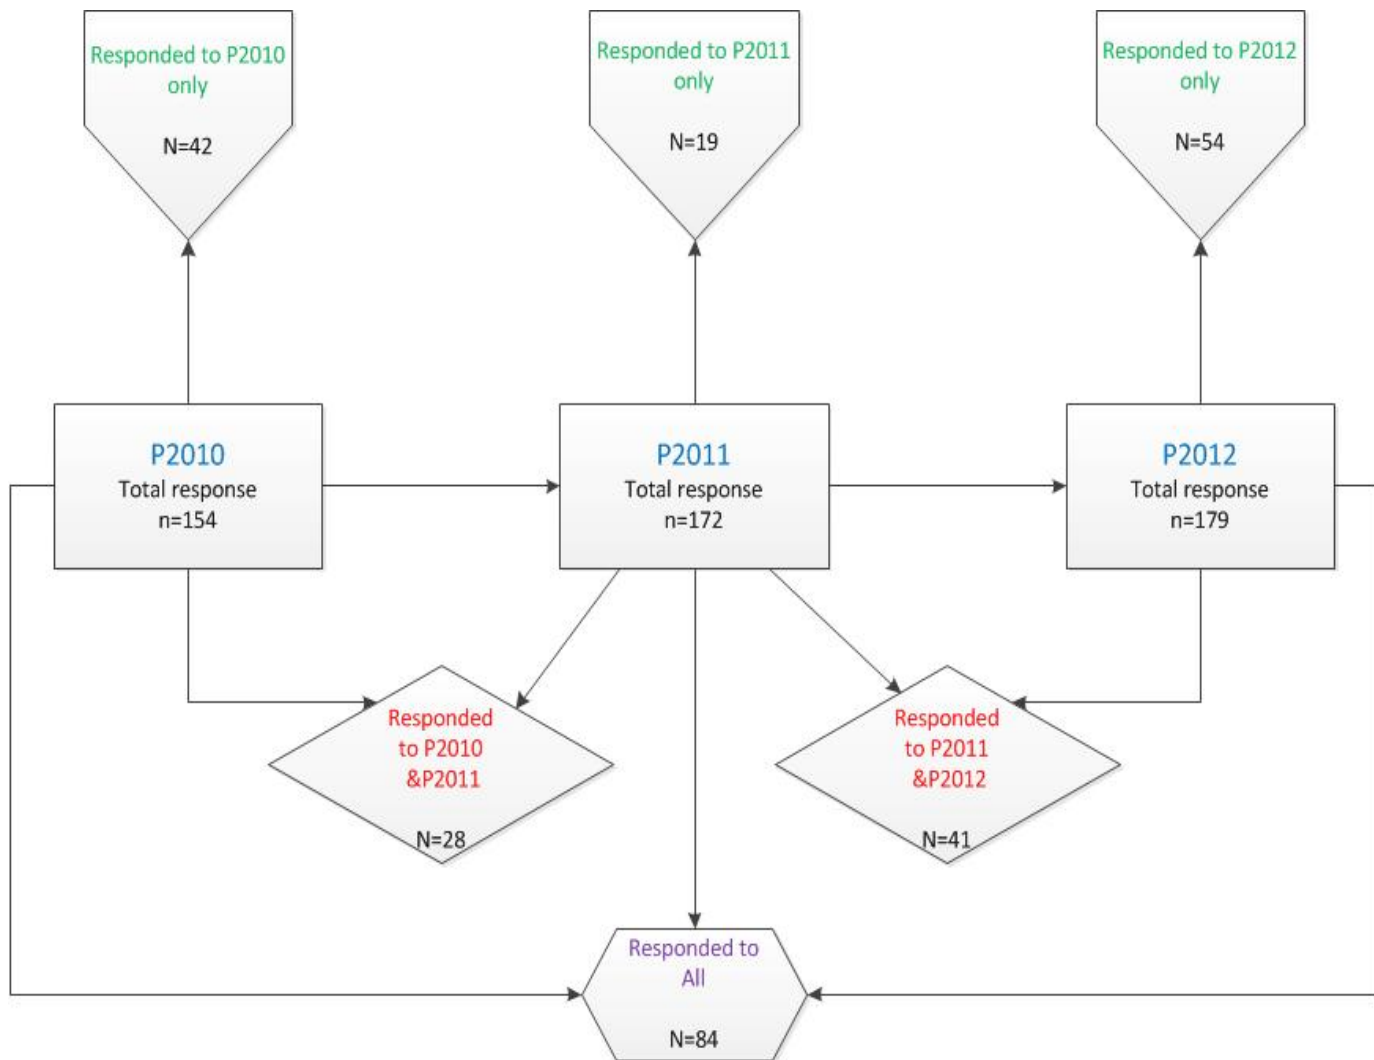 Responded to P2010
only
N=42
Responded to P2011
only
N=19
Responded to P2012
only
N=54
P2010
Total response
n=154
P2011
Total response
n=172
P2012
Total response
n=179
Responded
to P2010
&P2011
N=28
Responded
to P2011
&P2012
N=41
Responded to
All
N=84